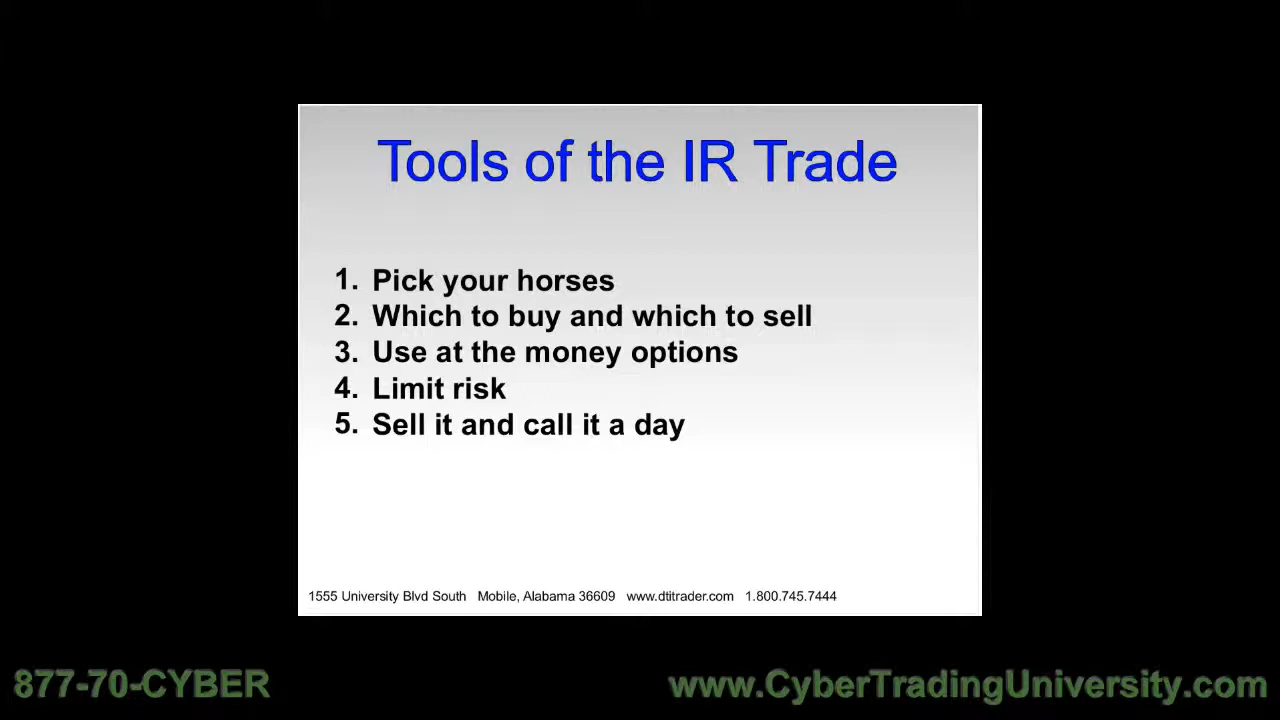 Tools of the IR Trade
1. Pick your horses
2. Which to buy and which to sell
3. Use at the money options
4. Limit risk
5. Sell it and call it a day
1555 University Blvd South Mobile, Alabama 36609 www.dtitrader.com 1.800.745.7444
877-70-CYBER www.CyberTradingUniversity.com